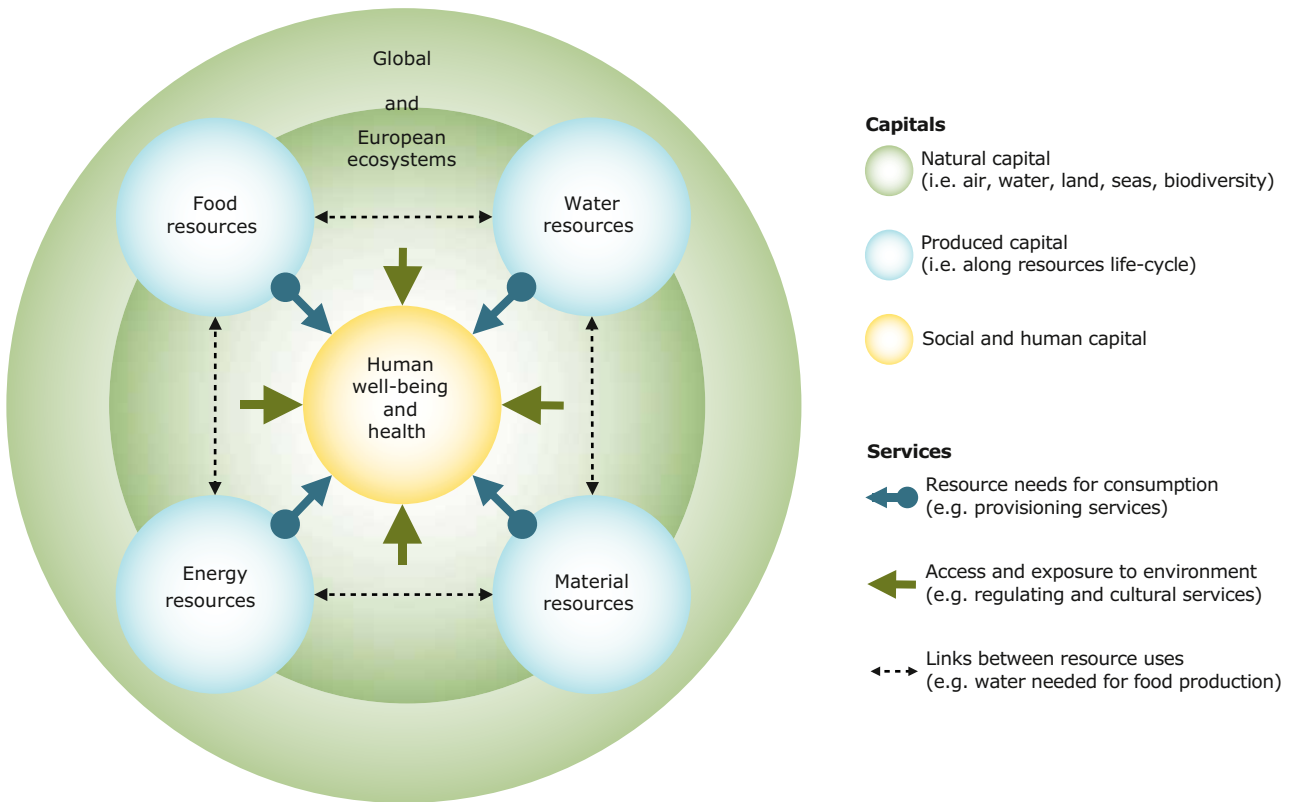 Global
and
European
ecosystems
Food
resources
Water
resources
Human
well-being
and
health
Energy
resources
Material
resources
Capitals
Natural capital
(i.e. air, water, land, seas, biodiversity)
Produced capital
(i.e. along resources life-cycle)
Social and human capital
Services
Resource needs for consumption
(e.g. provisioning services)
Access and exposure to environment
(e.g. regulating and cultural services)
Links between resource uses
(e.g. water needed for food production)